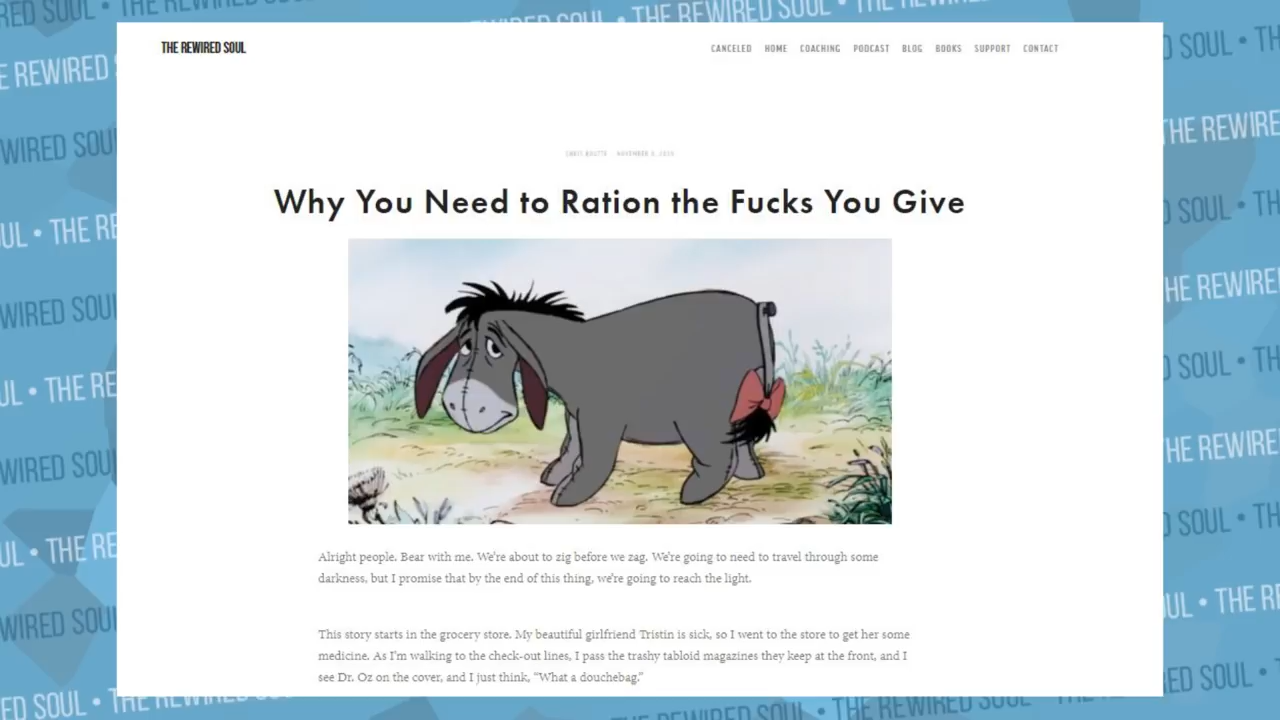 THE REWIRED SOUL
CANCELED HOME COACHING PODCAST BLOG BOOKS SUPPORT CONTACT
Why You Need to Ration the Fucks You Give
Alright people. Bear with me. We're about to zig before we zag. We're going to need to travel through some
darkness, but I promise that by the end of this thing, we're going to reach the light.
This story starts in the grocery store. My beautiful girlfriend Tristin is sick, so I went to the store to get her some
medicine. As I'm walking to the check-out lines, I pass the trashy tabloid magazines they keep at the front, and I
see Dr. Oz on the cover, and I just think, "What a douchebag."